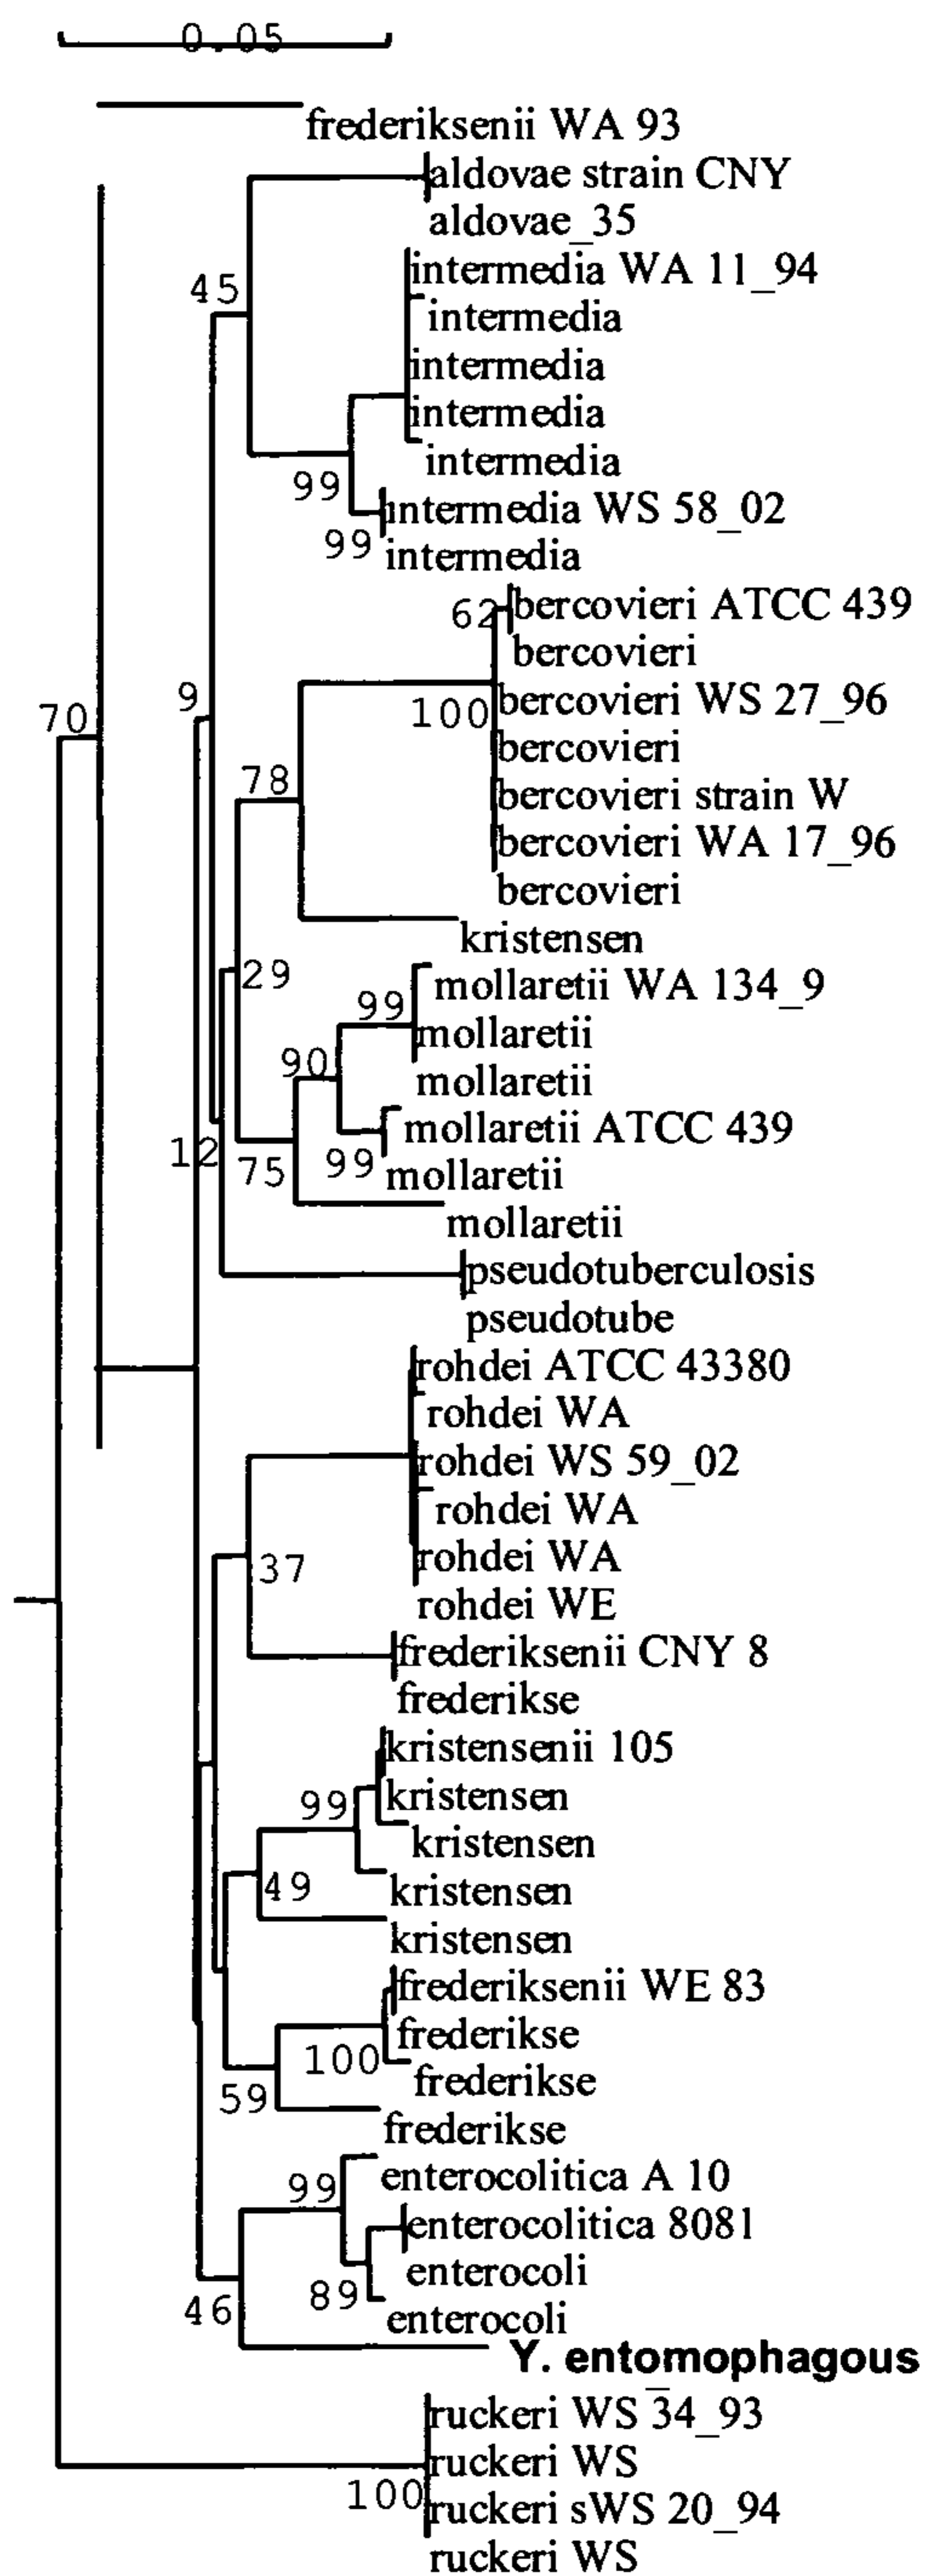 0.05
frederiksenii WA 93
aldovae strain CNY
aldovae_35
45
intermedia WA 11_94
intermedia
intermedia
intermedia
intermedia
99
intermedia WS 58_02
99
intermedia
62
bercovieri ATCC 439
bercovieri
100
bercovieri WS 27_96
9
70
bercovieri
78
bercovieri strain W
bercovieri WA 17_96
bercovieri
kristensen
29
mollaretii WA 134_9
99
mollaretii
90
mollaretii
mollaretii ATCC 439
12
75
99
mollaretii
mollaretii
pseudotuberculosis
pseudotube
rohdei ATCC 43380
rohdei WA
rohdei WS 59_02
rohdei WA
rohdei WA
37
rohdei WE
frederiksenii CNY 8
frederikse
kristensenii 105
kristensen
99
kristensen
49
kristensen
kristensen
frederiksenii WE 83
frederikse
100
frederikse
59
frederikse
enterocolitica A 10
99
enterocolitica 8081
enterocoli
89
46
enterocoli
Y. entomophagous
ruckeri WS_34_93
ruckeri WS
100
ruckeri sWS 20_94
ruckeri WS